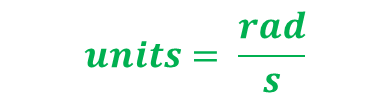 units = rad/s